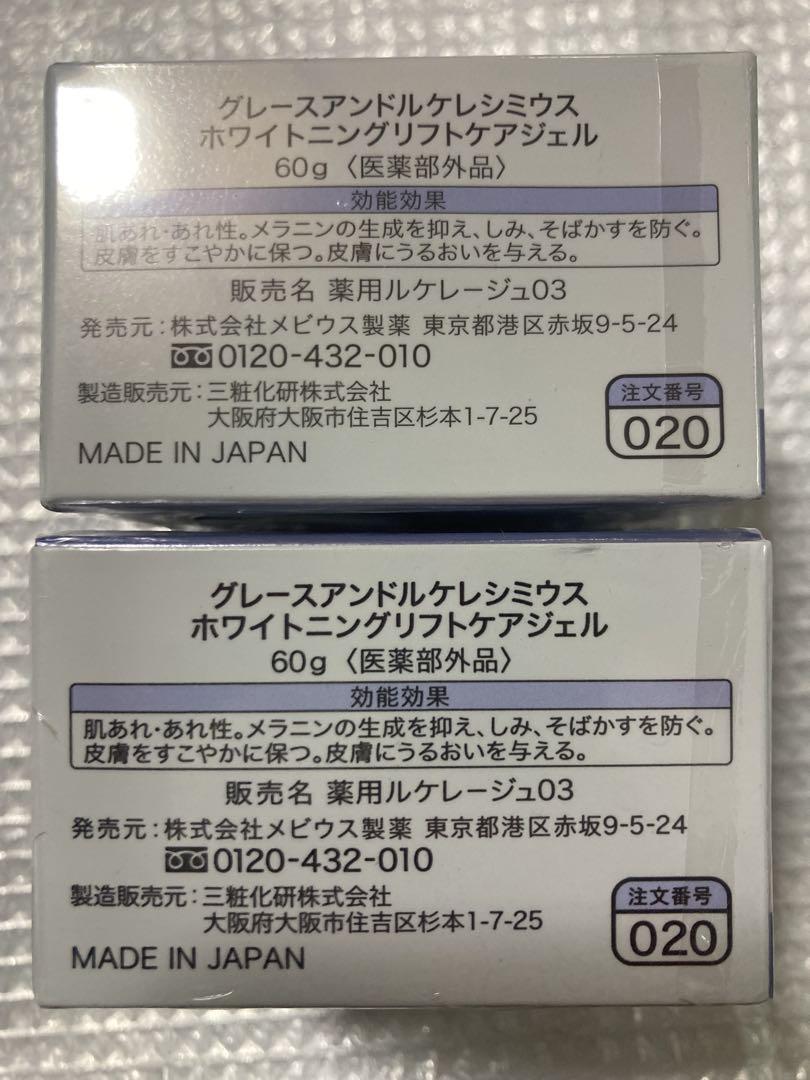 グレースアンドルケレシミウス
ホワイトニングリフトケアジェル
60g〈医薬部外品〉
効能効果
肌あれ・あれ性。メラニンの生成を抑え、しみ、そばかすを防ぐ。
皮膚をすこやかに保つ。皮膚にうるおいを与える。
販売名 薬用ルケレージュ03
発売元:株式会社メビウス製薬 東京都港区赤坂9-5-24
0120-432-010
製造販売元:三粧化研株式会社
大阪府大阪市住吉区杉本1-7-25
MADE IN JAPAN
注文番号
020
グレースアンドルケレシミウス
ホワイトニングリフトケアジェル
60g〈医薬部外品〉
効能効果
肌あれ・あれ性。メラニンの生成を抑え、しみ、そばかすを防ぐ。
皮膚をすこやかに保つ。皮膚にうるおいを与える。
販売名 薬用ルケレージュ03
発売元:株式会社メビウス製薬 東京都港区赤坂9-5-24
0120-432-010
製造販売元:三粧化研株式会社
大阪府大阪市住吉区杉本1-7-25
MADE IN JAPAN
注文番号
020